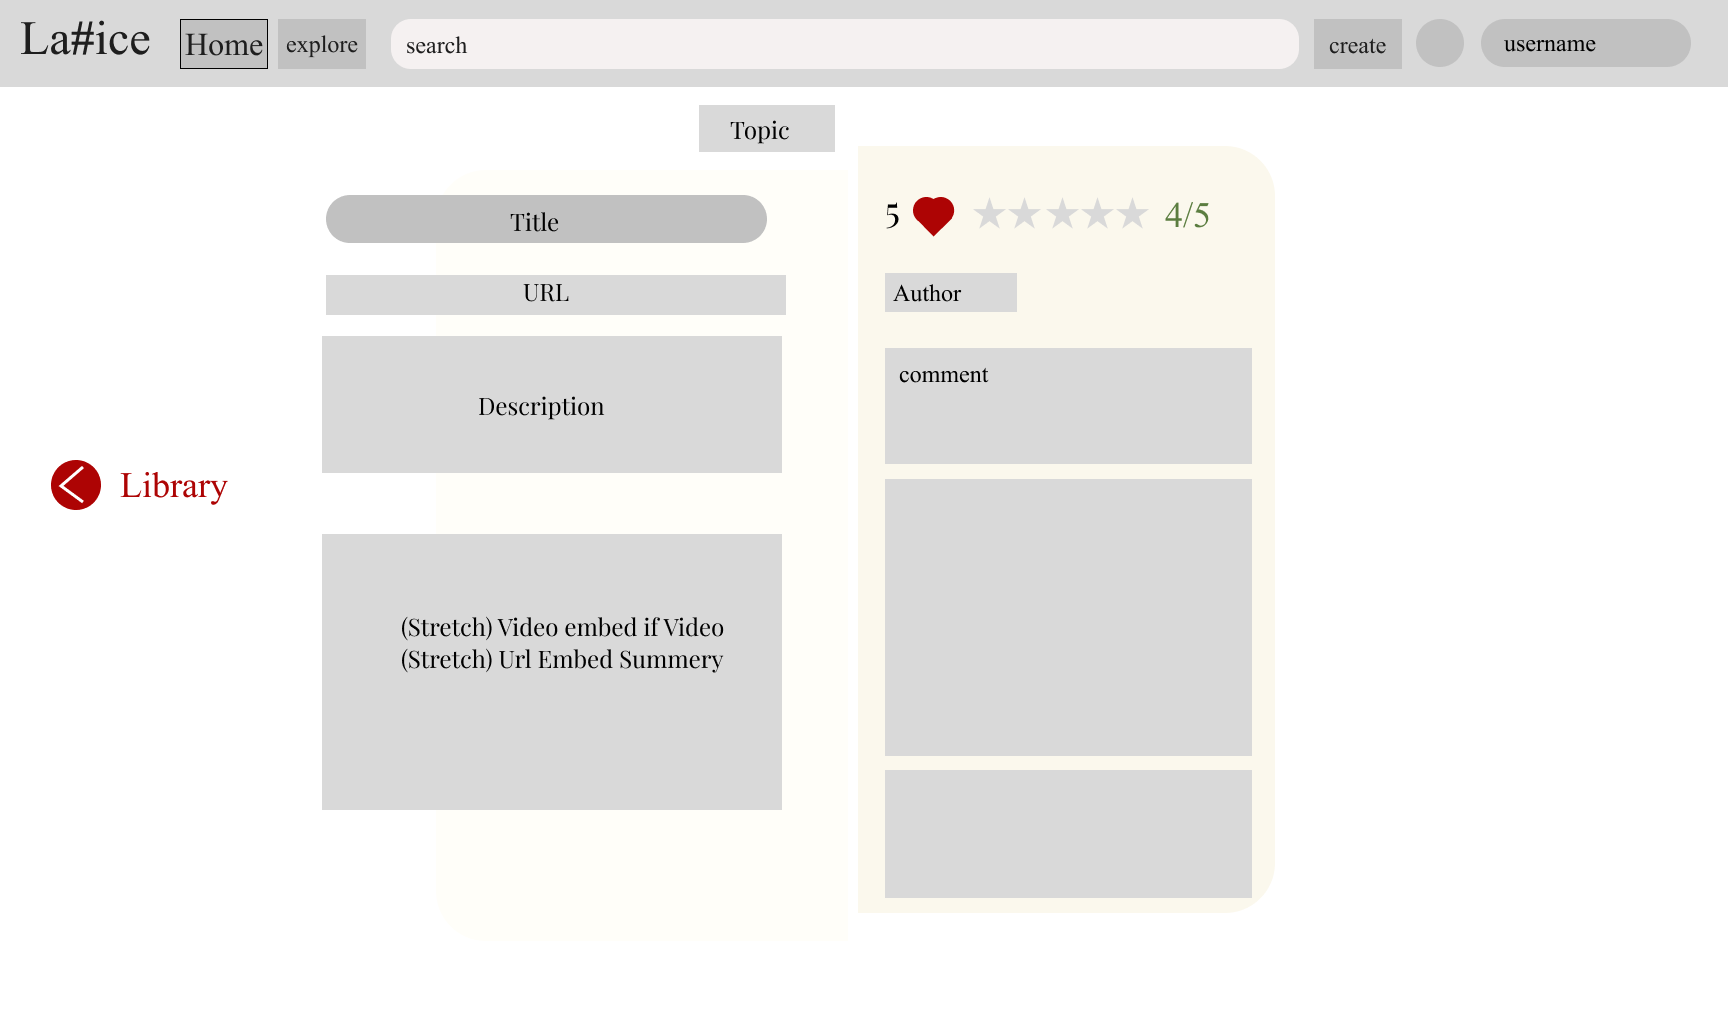 La#ice
Home
explore
search
create
username
Topic
Title
URL
Description
(Stretch) Video embed if Video
(Stretch) Url Embed Summery
Library
5
4/5
Author
comment